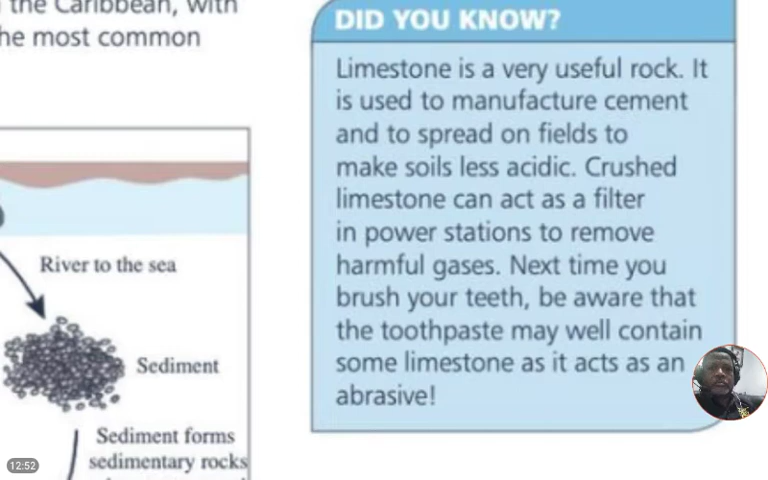 the Caribbean, with
he most common
DID YOU KNOW?
Limestone is a very useful rock. It
is used to manufacture cement
and to spread on fields to
make soils less acidic. Crushed
limestone can act as a filter
in power stations to remove
harmful gases. Next time you
brush your teeth, be aware that
the toothpaste may well contain
some limestone as it acts as an
abrasive!
River to the sea
Sediment
Sediment forms
sedimentary rocks
12:52